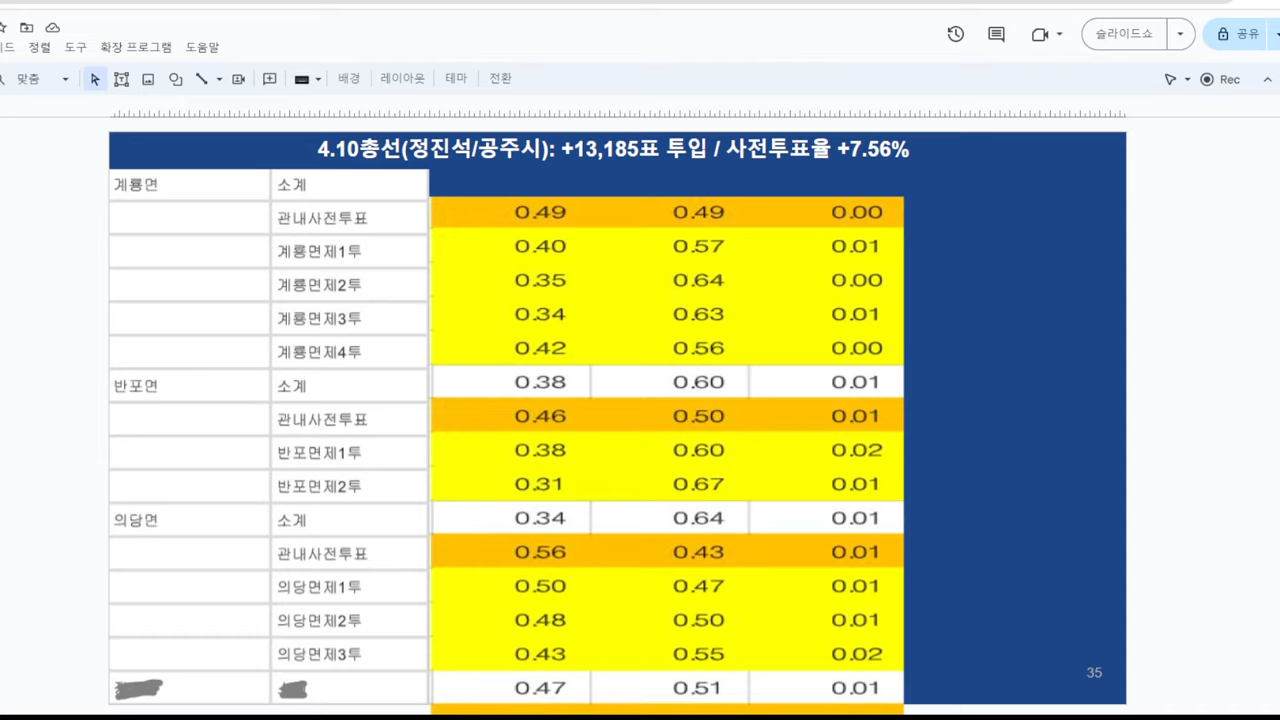 이드 정렬 도구 확장 프로그램 도움말
슬라이드쇼
공유
맞춤
배경 레이아웃 테마 전환
Rec
4.10총선(정진석/공주시): +13,185표 투입 / 사전투표율 +7.56%
계룡면 소계
관내사전투표 0.49 0.49 0.00
계룡면제1투 0.40 0.57 0.01
계룡면제2투 0.35 0.64 0.00
계룡면제3투 0.34 0.63 0.01
계룡면제4투 0.42 0.56 0.00
반포면 소계 0.38 0.60 0.01
관내사전투표 0.46 0.50 0.01
반포면제1투 0.38 0.60 0.02
반포면제2투 0.31 0.67 0.01
의당면 소계 0.34 0.64 0.01
관내사전투표 0.56 0.43 0.01
의당면제1투 0.50 0.47 0.01
의당면제2투 0.48 0.50 0.01
의당면제3투 0.43 0.55 0.02
0.47 0.51 0.01
35